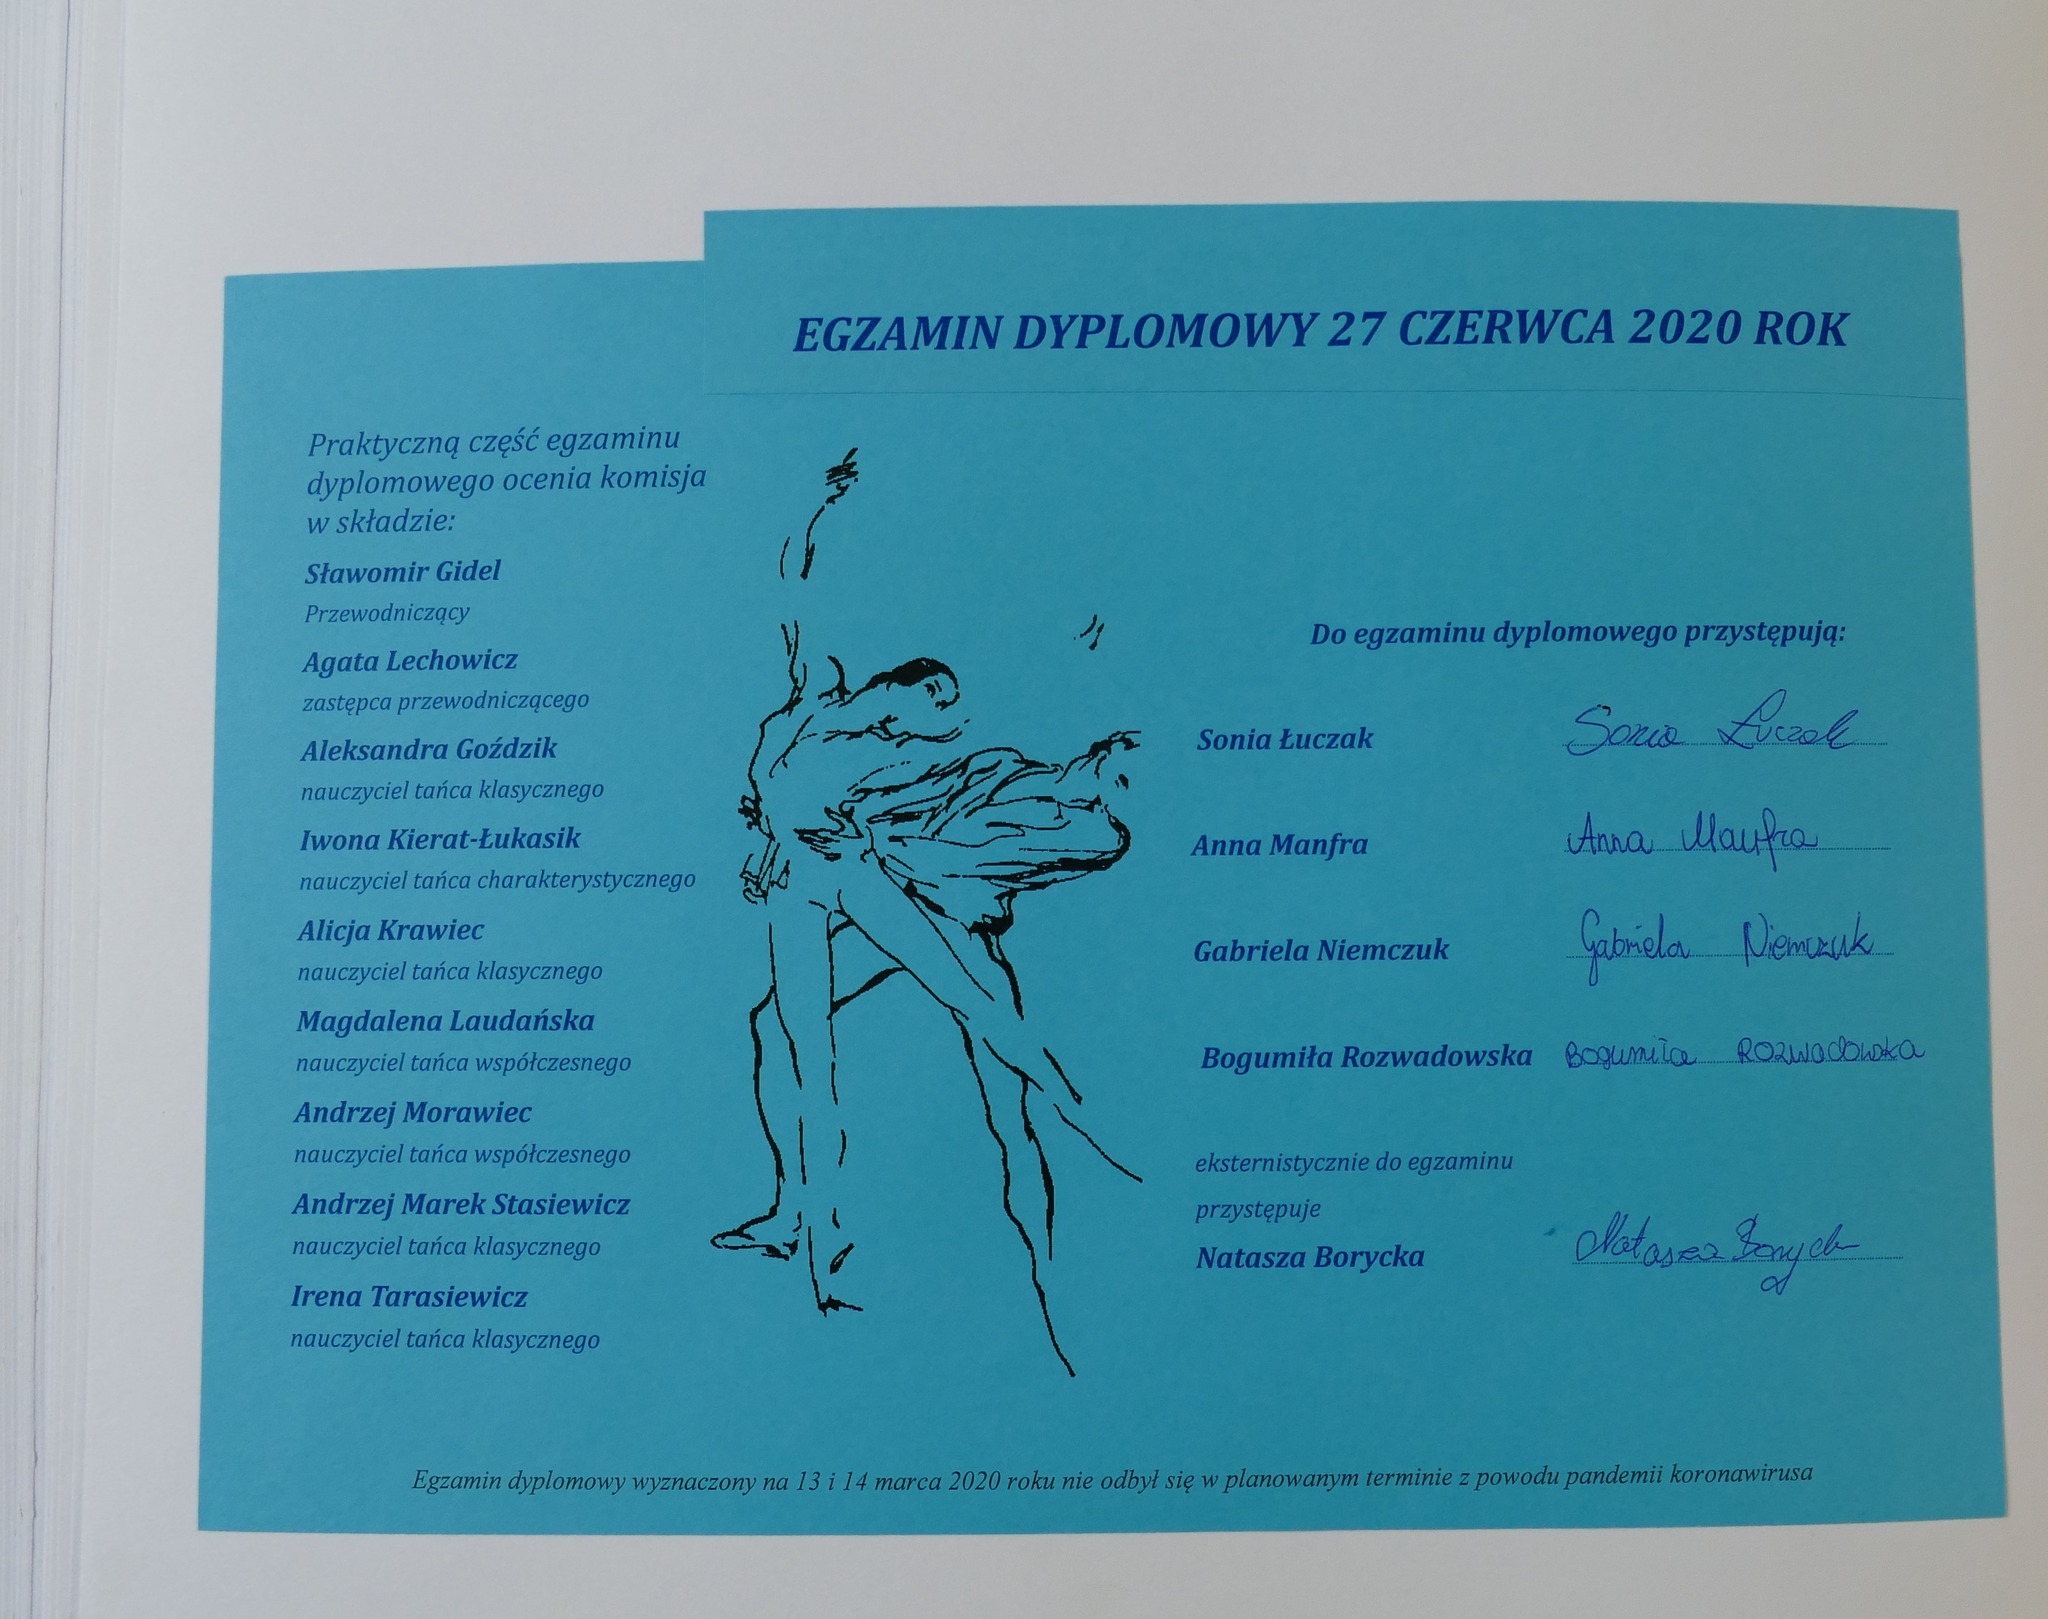 EGZAMIN DYPLOMOWY 27 CZERWCA 2020 ROK
Praktyczną część egzaminu
dyplomowego ocenia komisja
w składzie:
Sławomir Gidel
Przewodniczący
Agata Lechowicz
zastępca przewodniczącego
Aleksandra Goździk
nauczyciel tańca klasycznego
Iwona Kierat-Łukasik
nauczyciel tańca charakterystycznego
Alicja Krawiec
nauczyciel tańca klasycznego
Magdalena Laudańska
nauczyciel tańca współczesnego
Andrzej Morawiec
nauczyciel tańca współczesnego
Andrzej Marek Stasiewicz
nauczyciel tańca klasycznego
Irena Tarasiewicz
nauczyciel tańca klasycznego
Do egzaminu dyplomowego przystępują:
Sonia Łuczak Sonia Łuczak
Anna Manfra Anna Manfra
Gabriela Niemczuk Gabriela Niemczuk
Bogumiła Rozwadowska Bogumiła Rozwadowska
eksternistycznie do egzaminu
przystępuje
Natasza Borycka Natasza Borycka
Egzamin dyplomowy wyznaczony na 13 i 14 marca 2020 roku nie odbył się w planowanym terminie z powodu pandemii koronawirusa